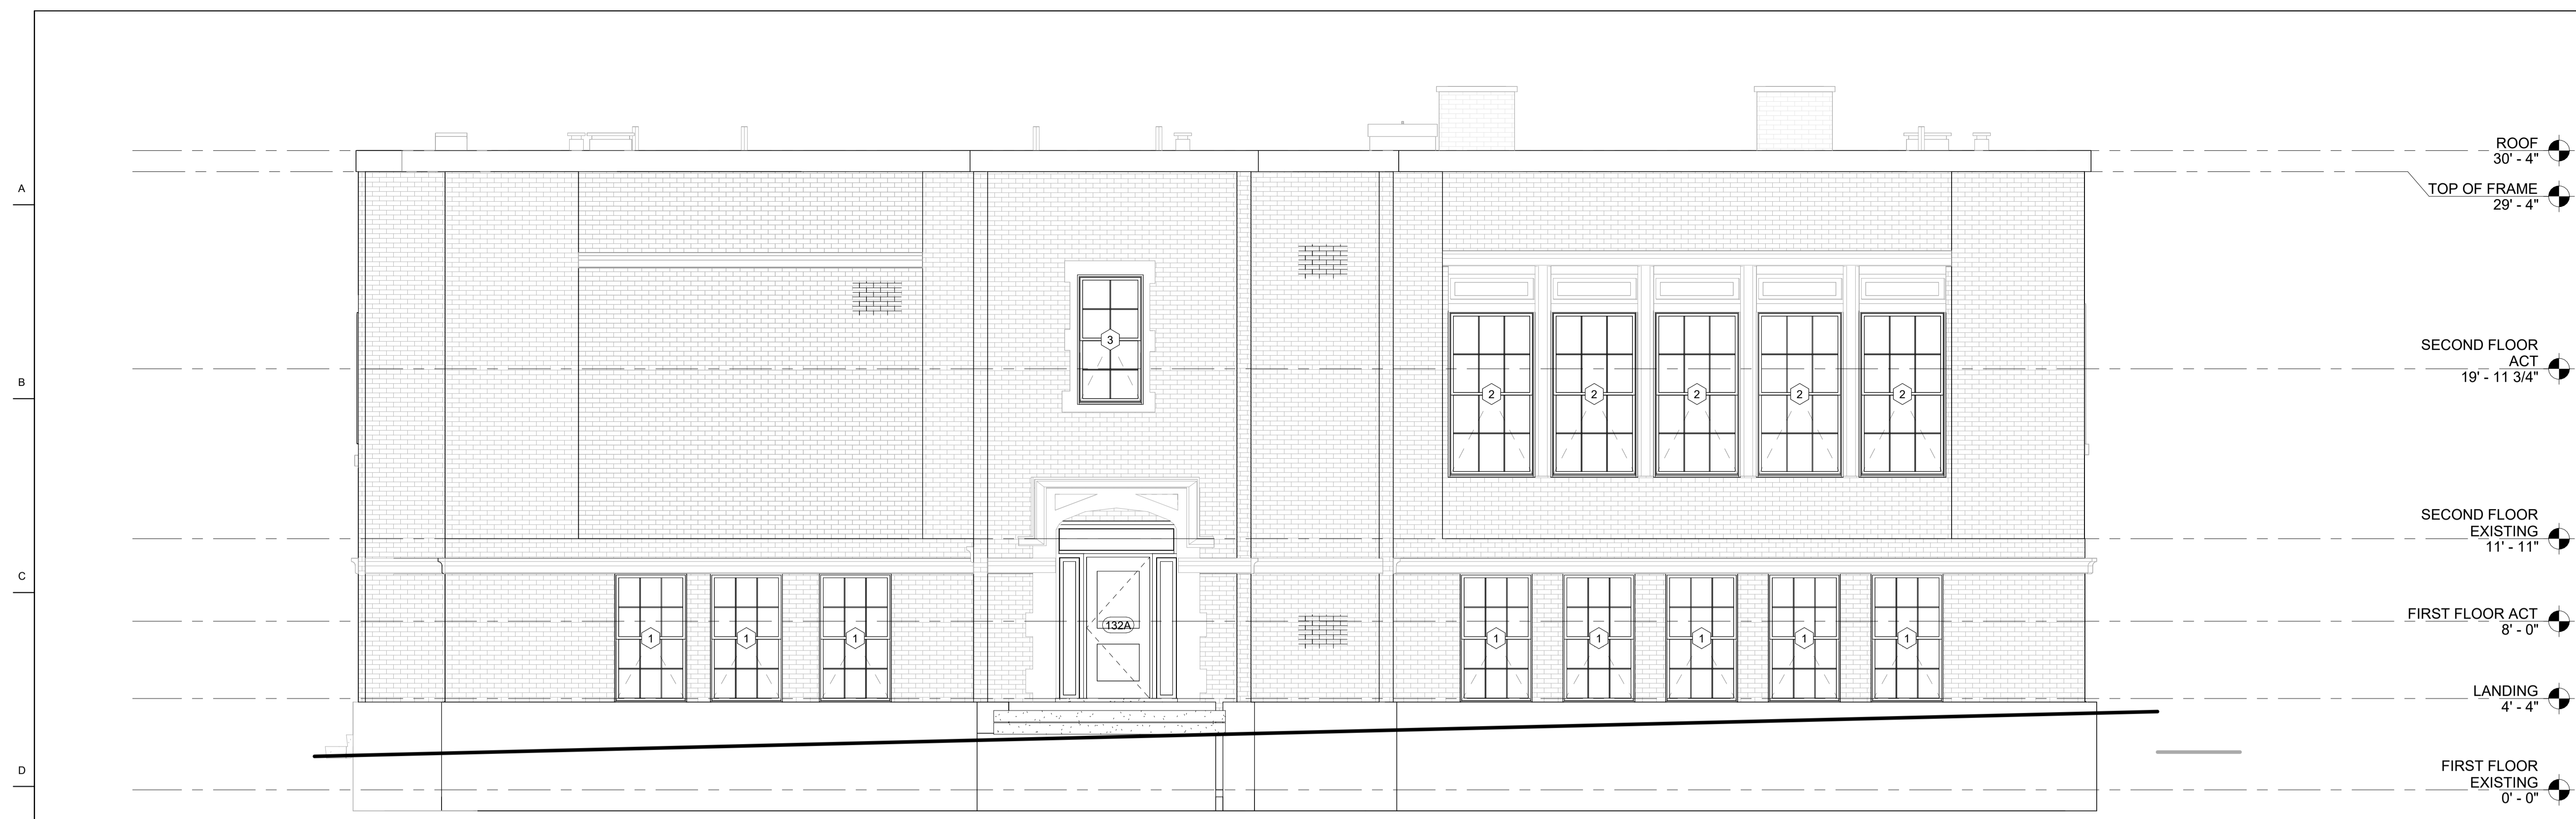 ROOF
30' - 4"
A
TOP OF FRAME
29' - 4"
3
SECOND FLOOR
ACT
19' - 11 3/4"
B
2
2
2
2
2
SECOND FLOOR
EXISTING
11' - 11"
C
FIRST FLOOR ACT
8' - 0"
132A
1
1
1
1
1
1
1
1
LANDING
4' - 4"
D
FIRST FLOOR
EXISTING
0' - 0"